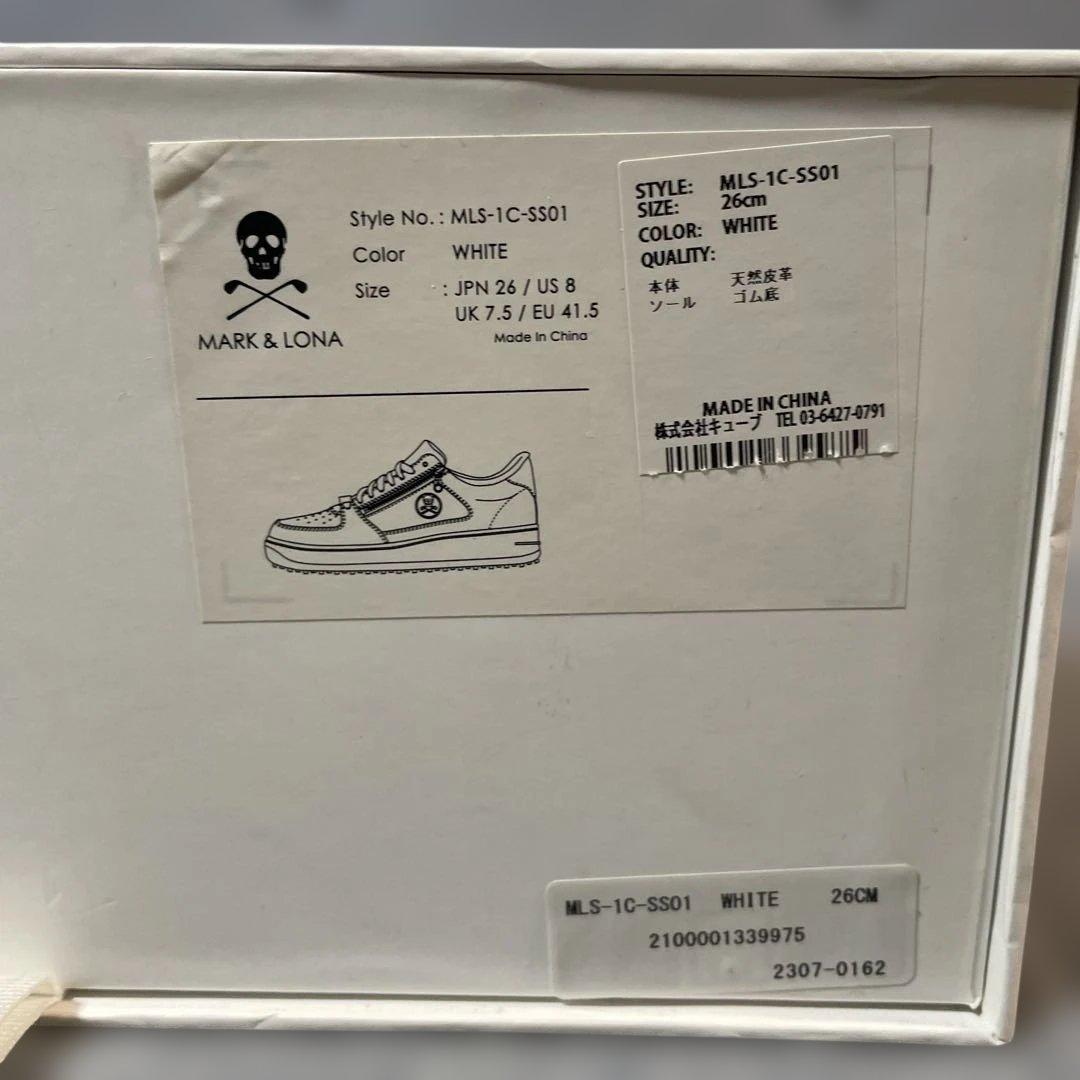 MARK & LONA
Style No. : MLS-1C-SS01
Color WHITE
Size : JPN 26 / US 8
UK 7.5 / EU 41.5
Made In China
STYLE: MLS-1C-SS01
SIZE: 26cm
COLOR: WHITE
QUALITY:
本体 天然皮革
ソール ゴム底
MADE IN CHINA
株式会社キューブ TEL 03-6427-0791
MLS-1C-SS01 WHITE 26CM
2100001339975
2307-0162